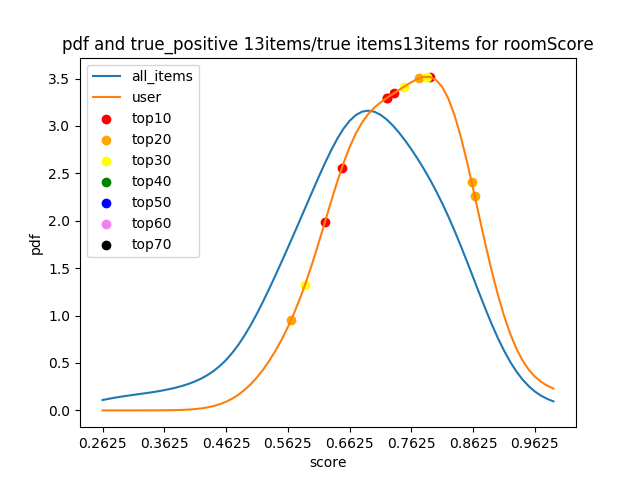 pdf and true_positive 13items/true items13items for roomScore
all_items
user
top10
top20
top30
top40
top50
top60
top70
pdf
3.5
3.0
2.5
2.0
1.5
1.0
0.5
0.0
0.2625 0.3625 0.4625 0.5625 0.6625 0.7625 0.8625 0.9625
score